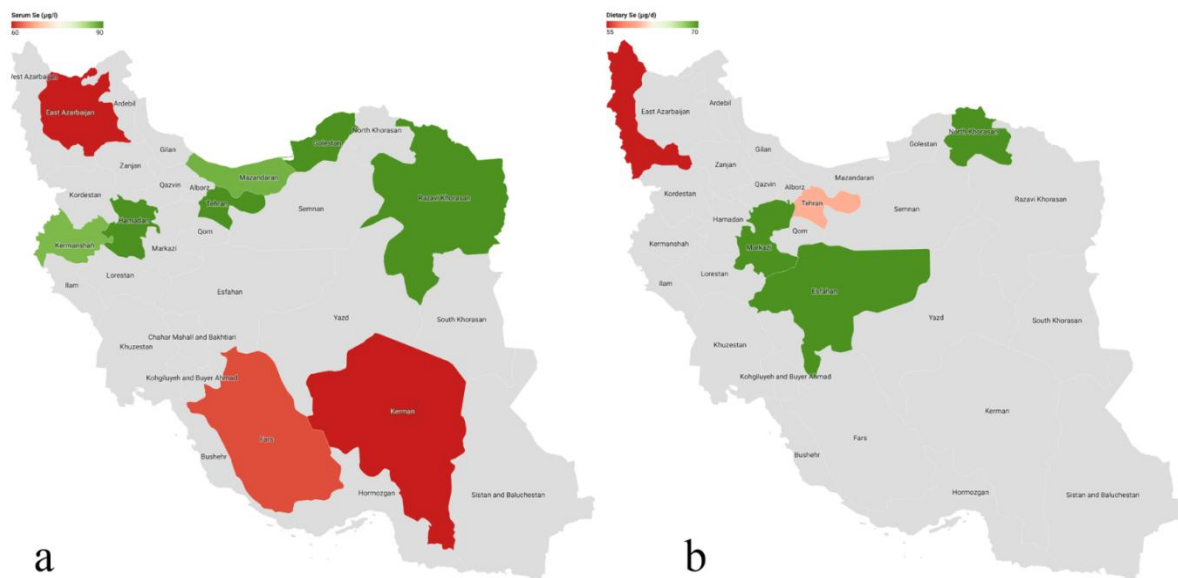 Serum Se (µg/l)
60 90
West Azarbaijan
East Azarbaijan
Ardebil
Zanjan
Gilan
Golestan
North Khorasan
Mazandaran
Kordestan
Qazvin
Alborz
Tehran
Semnan
Razavi Khorasan
Hamadan
Kermanshah
Qom
Markazi
Lorestan
Ilam
Esfahan
Yazd
South Khorasan
Chahar Mahall and Bakhtiari
Khuzestan
Kohgiluyeh and Buyer Ahmad
Kerman
Fars
Bushehr
Hormozgan
Sistan and Baluchestan
a
Dietary Se (µg/d)
55 70
East Azarbaijan
Ardebil
Gilan
Zanjan
Golestan
North Khorasan
Mazandaran
Qazvin
Alborz
Kordestan
Tehran
Semnan
Razavi Khorasan
Hamadan
Qom
Kermanshah
Markazi
Lorestan
Ilam
Esfahan
Yazd
South Khorasan
Khuzestan
Kohgiluyeh and Buyer Ahmad
Kerman
Fars
Bushehr
Hormozgan
Sistan and Baluchestan
b